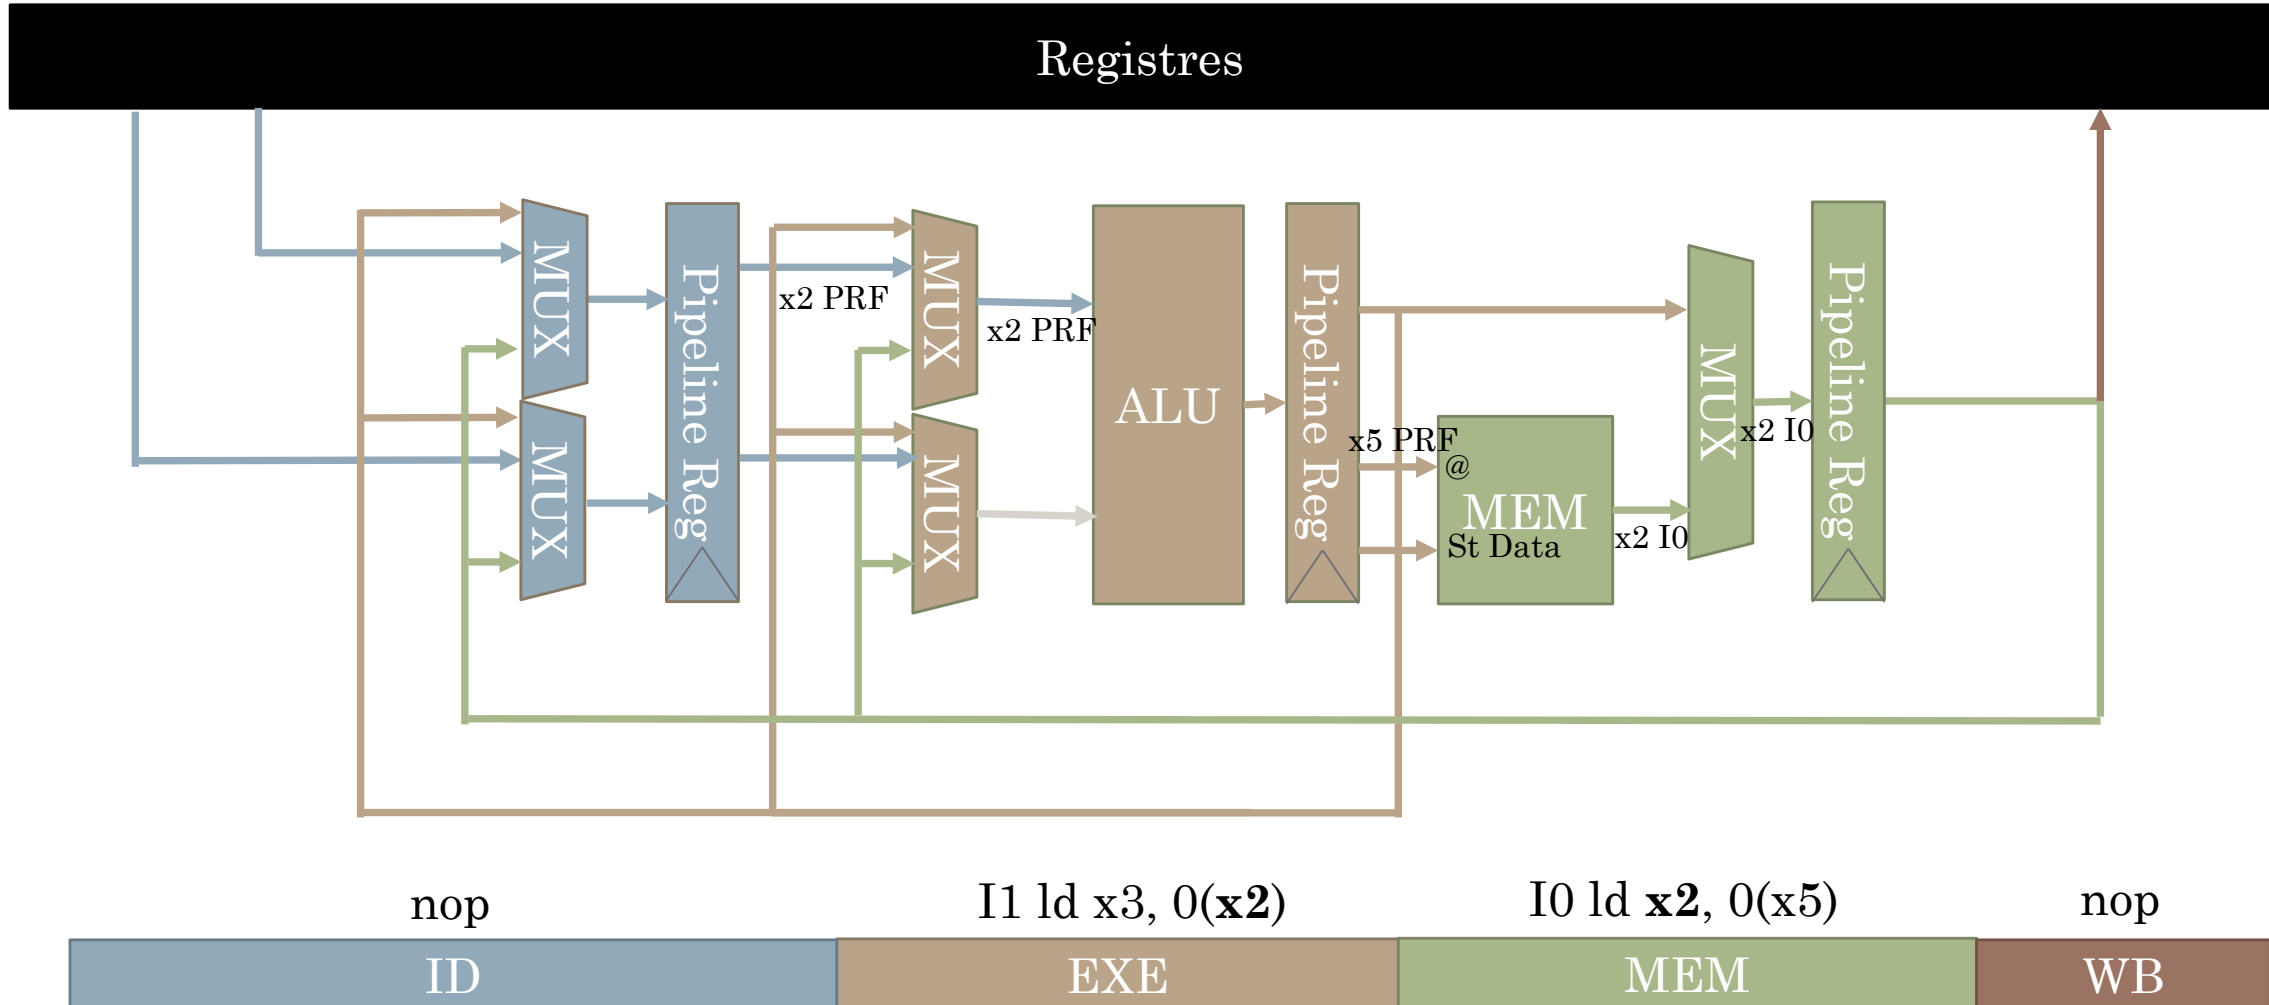 Registres
MUX
MUX
Pipeline Reg
x2 PRF
MUX
MUX
x2 PRF
ALU
Pipeline Reg
x5 PRF
@
MEM
St Data
x2 I0
MUX
x2 I0
Pipeline Reg
nop
I1 ld x3, 0(x2)
I0 ld x2, 0(x5)
nop
ID
EXE
MEM
WB